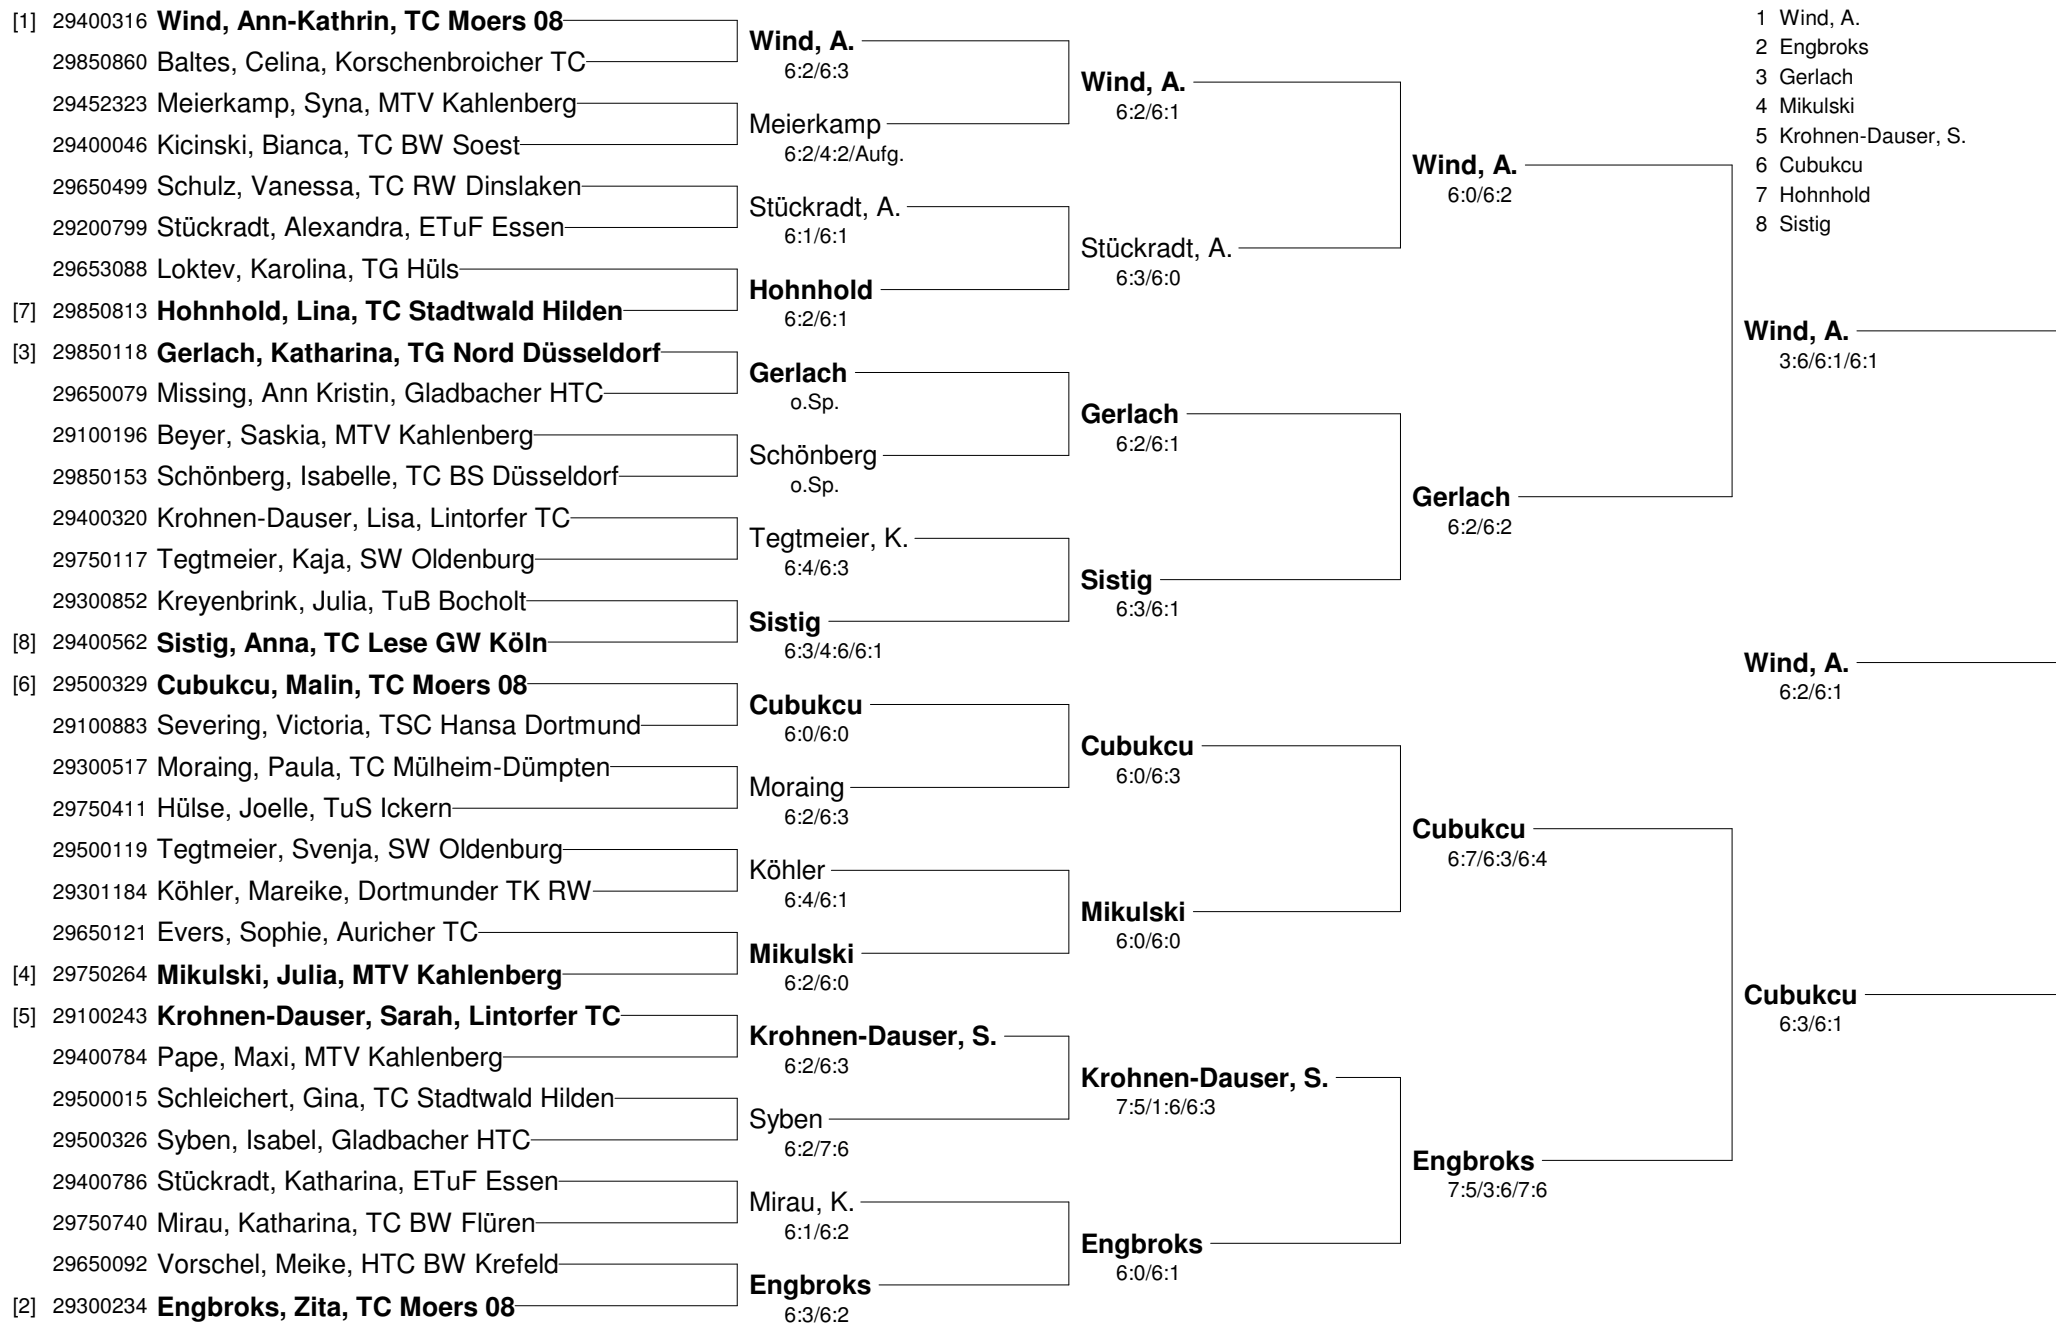 [1] 29400316 Wind, Ann-Kathrin, TC Moers 08
29850860 Baltes, Celina, Korschenbroicher TC
29452323 Meierkamp, Syna, MTV Kahlenberg
29400046 Kicinski, Bianca, TC BW Soest
29650499 Schulz, Vanessa, TC RW Dinslaken
29200799 Stückradt, Alexandra, ETuF Essen
29653088 Loktev, Karolina, TG Hüls
[7] 29850813 Hohnhold, Lina, TC Stadtwald Hilden
[3] 29850118 Gerlach, Katharina, TG Nord Düsseldorf
29650079 Missing, Ann Kristin, Gladbacher HTC
29100196 Beyer, Saskia, MTV Kahlenberg
29850153 Schönberg, Isabelle, TC BS Düsseldorf
29400320 Krohnen-Dauser, Lisa, Lintorfer TC
29750117 Tegtmeier, Kaja, SW Oldenburg
29300852 Kreyenbrink, Julia, TuB Bocholt
[8] 29400562 Sistig, Anna, TC Lese GW Köln
[6] 29500329 Cubukcu, Malin, TC Moers 08
29100883 Severing, Victoria, TSC Hansa Dortmund
29300517 Moraing, Paula, TC Mülheim-Dümpten
29750411 Hülse, Joelle, TuS Ickern
29500119 Tegtmeier, Svenja, SW Oldenburg
29301184 Köhler, Mareike, Dortmunder TK RW
29650121 Evers, Sophie, Auricher TC
[4] 29750264 Mikulski, Julia, MTV Kahlenberg
[5] 29100243 Krohnen-Dauser, Sarah, Lintorfer TC
29400784 Pape, Maxi, MTV Kahlenberg
29500015 Schleichert, Gina, TC Stadtwald Hilden
29500326 Syben, Isabel, Gladbacher HTC
29400786 Stückradt, Katharina, ETuF Essen
29750740 Mirau, Katharina, TC BW Flüren
29650092 Vorschel, Meike, HTC BW Krefeld
[2] 29300234 Engbroks, Zita, TC Moers 08
Wind, A.
6:2/6:3
Meierkamp
6:2/4:2/Aufg.
Stückradt, A.
6:1/6:1
Hohnhold
6:2/6:1
Gerlach
o.Sp.
Schönberg
o.Sp.
Tegtmeier, K.
6:4/6:3
Sistig
6:3/4:6/6:1
Cubukcu
6:0/6:0
Moraing
6:2/6:3
Köhler
6:4/6:1
Mikulski
6:2/6:0
Krohnen-Dauser, S.
6:2/6:3
Syben
6:2/7:6
Mirau, K.
6:1/6:2
Engbroks
6:3/6:2
Wind, A.
6:2/6:1
Stückradt, A.
6:3/6:0
Gerlach
6:2/6:1
Sistig
6:3/6:1
Cubukcu
6:0/6:3
Mikulski
6:0/6:0
Krohnen-Dauser, S.
7:5/1:6/6:3
Engbroks
6:0/6:1
Wind, A.
6:0/6:2
Gerlach
6:2/6:2
Cubukcu
6:7/6:3/6:4
Engbroks
7:5/3:6/7:6
1 Wind, A.
2 Engbroks
3 Gerlach
4 Mikulski
5 Krohnen-Dauser, S.
6 Cubukcu
7 Hohnhold
8 Sistig
Wind, A.
3:6/6:1/6:1
Wind, A.
6:2/6:1
Cubukcu
6:3/6:1